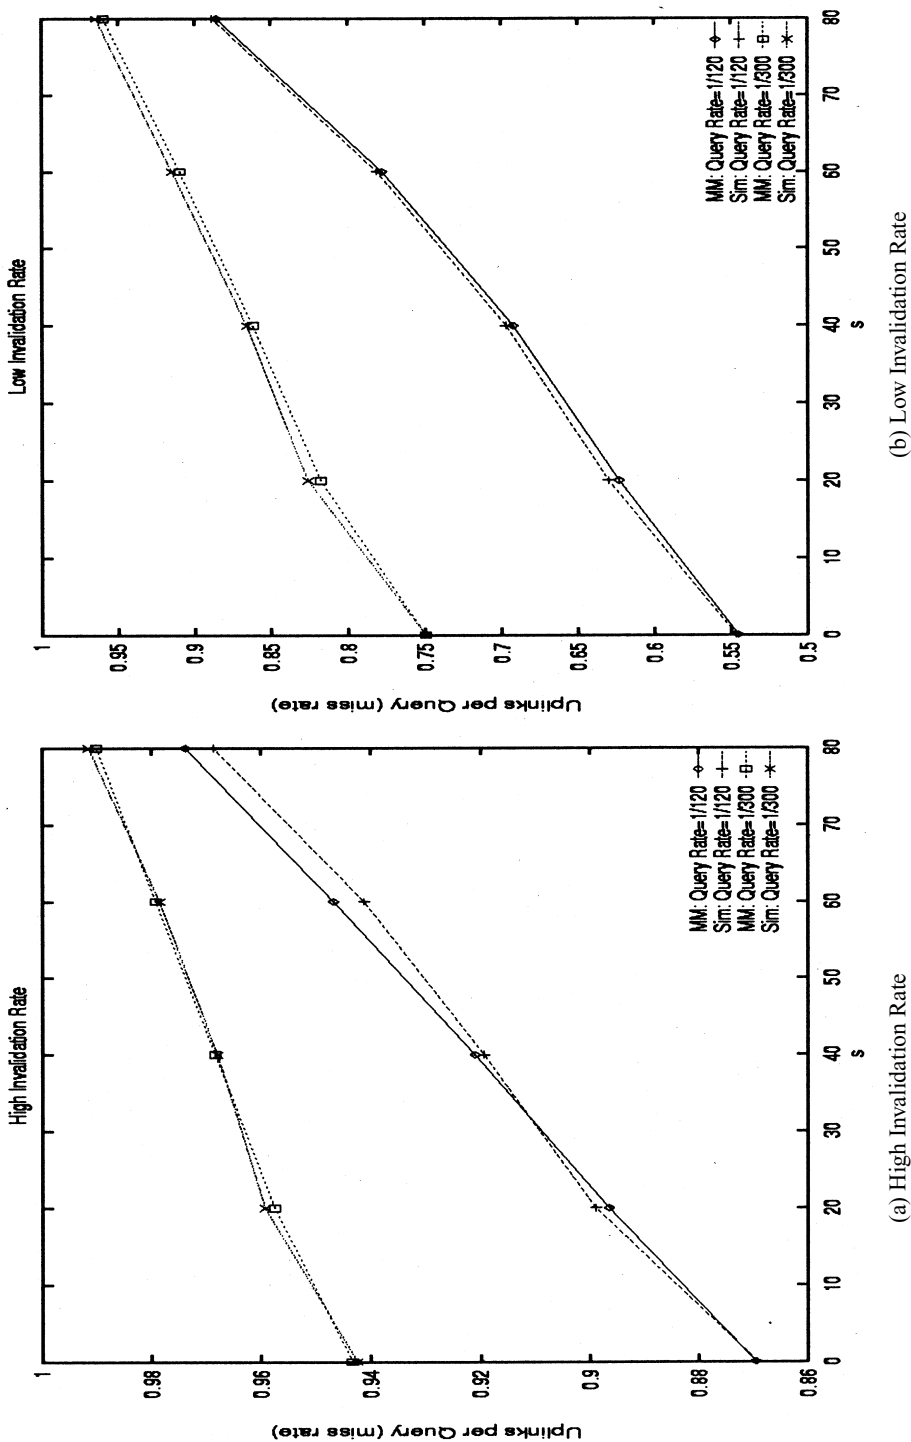 High Invalidation Rate
1
0.98
0.96
0.94
0.92
0.9
0.88
0.86
Uplinks per Query (miss rate)
0
10
20
30
40
50
60
70
80
s
MM: Query Rate=1/120
Sim: Query Rate=1/120
MM: Query Rate=1/300
Sim: Query Rate=1/300
(a) High Invalidation Rate
Low Invalidation Rate
1
0.95
0.9
0.85
0.8
0.75
0.7
0.65
0.6
0.55
0.5
Uplinks per Query (miss rate)
0
10
20
30
40
50
60
70
80
s
MM: Query Rate=1/120
Sim: Query Rate=1/120
MM: Query Rate=1/300
Sim: Query Rate=1/300
(b) Low Invalidation Rate